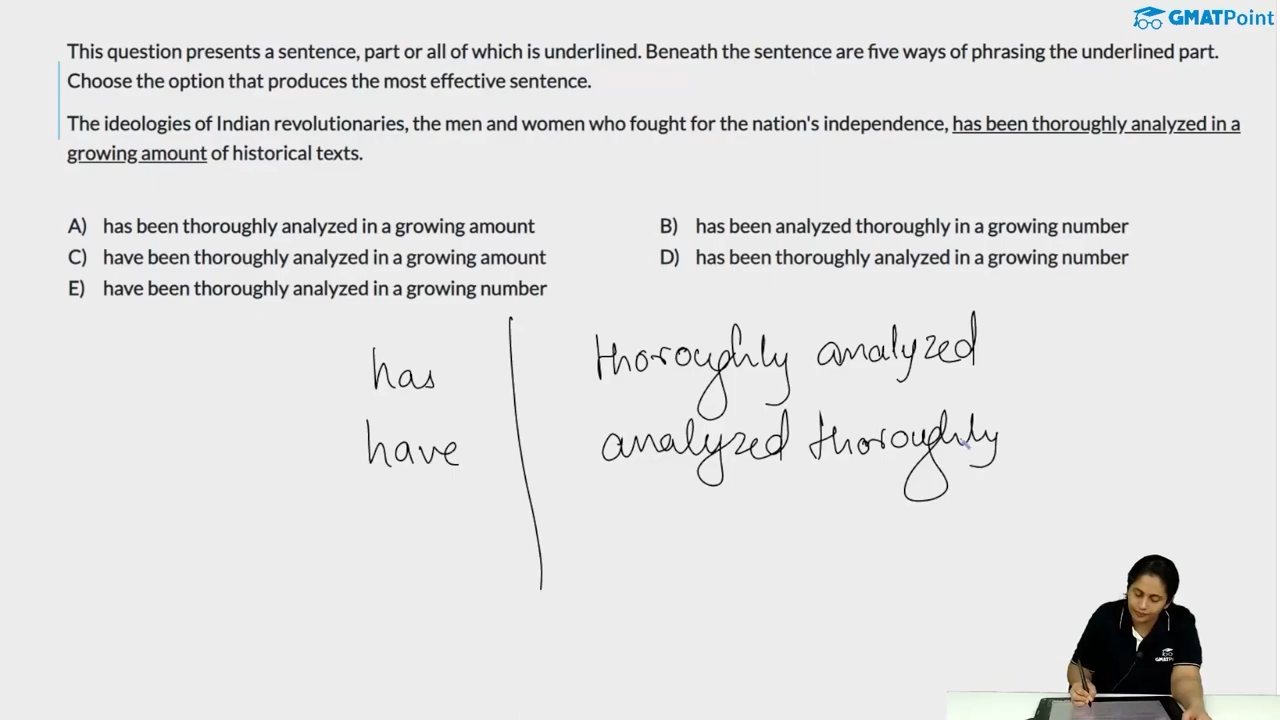 GMATPoint
This question presents a sentence, part or all of which is underlined. Beneath the sentence are five ways of phrasing the underlined part.
Choose the option that produces the most effective sentence.
The ideologies of Indian revolutionaries, the men and women who fought for the nation's independence, has been thoroughly analyzed in a
growing amount of historical texts.
A) has been thoroughly analyzed in a growing amount
B) has been analyzed thoroughly in a growing number
C) have been thoroughly analyzed in a growing amount
D) has been thoroughly analyzed in a growing number
E) have been thoroughly analyzed in a growing number
has
thoroughly analyzed
have
analyzed thoroughly
GMATPoint